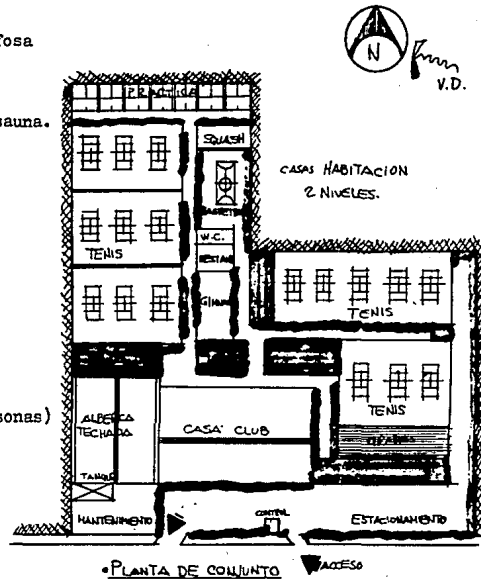 fosa
N
V.D.
PRACTICA
sauna.
SQUASH
CASAS HABITACION
2 NIVELES.
W.C.
TENIS
TENIS
TENIS
sonas)
ALBERCA
TECHADA
CASA CLUB
TANQUE
MANTENIMIENTO
CONTROL
ESTACIONAMIENTO
•PLANTA DE CONJUNTO
ACCESO